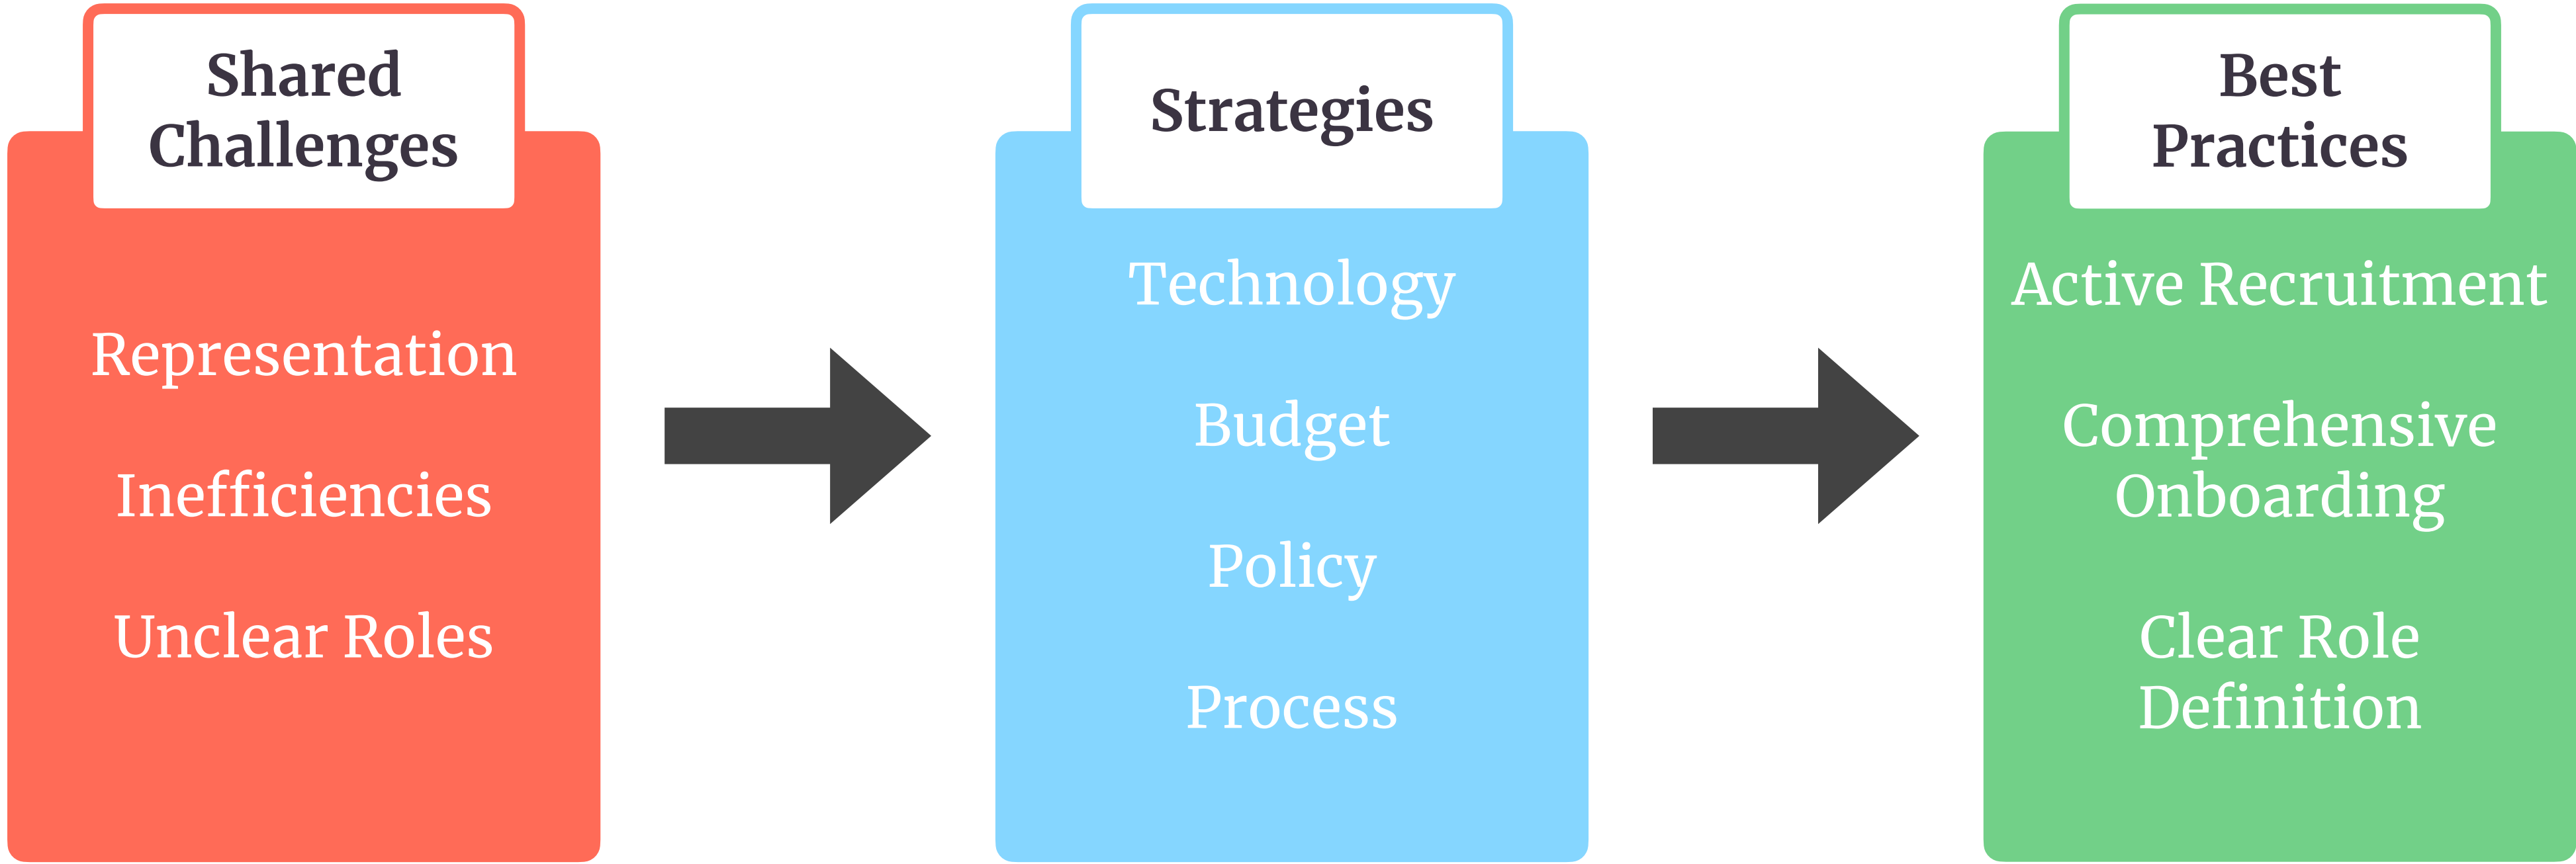 Shared
Challenges
Representation
Inefficiencies
Unclear Roles
Strategies
Technology
Budget
Policy
Process
Best
Practices
Active Recruitment
Comprehensive
Onboarding
Clear Role
Definition